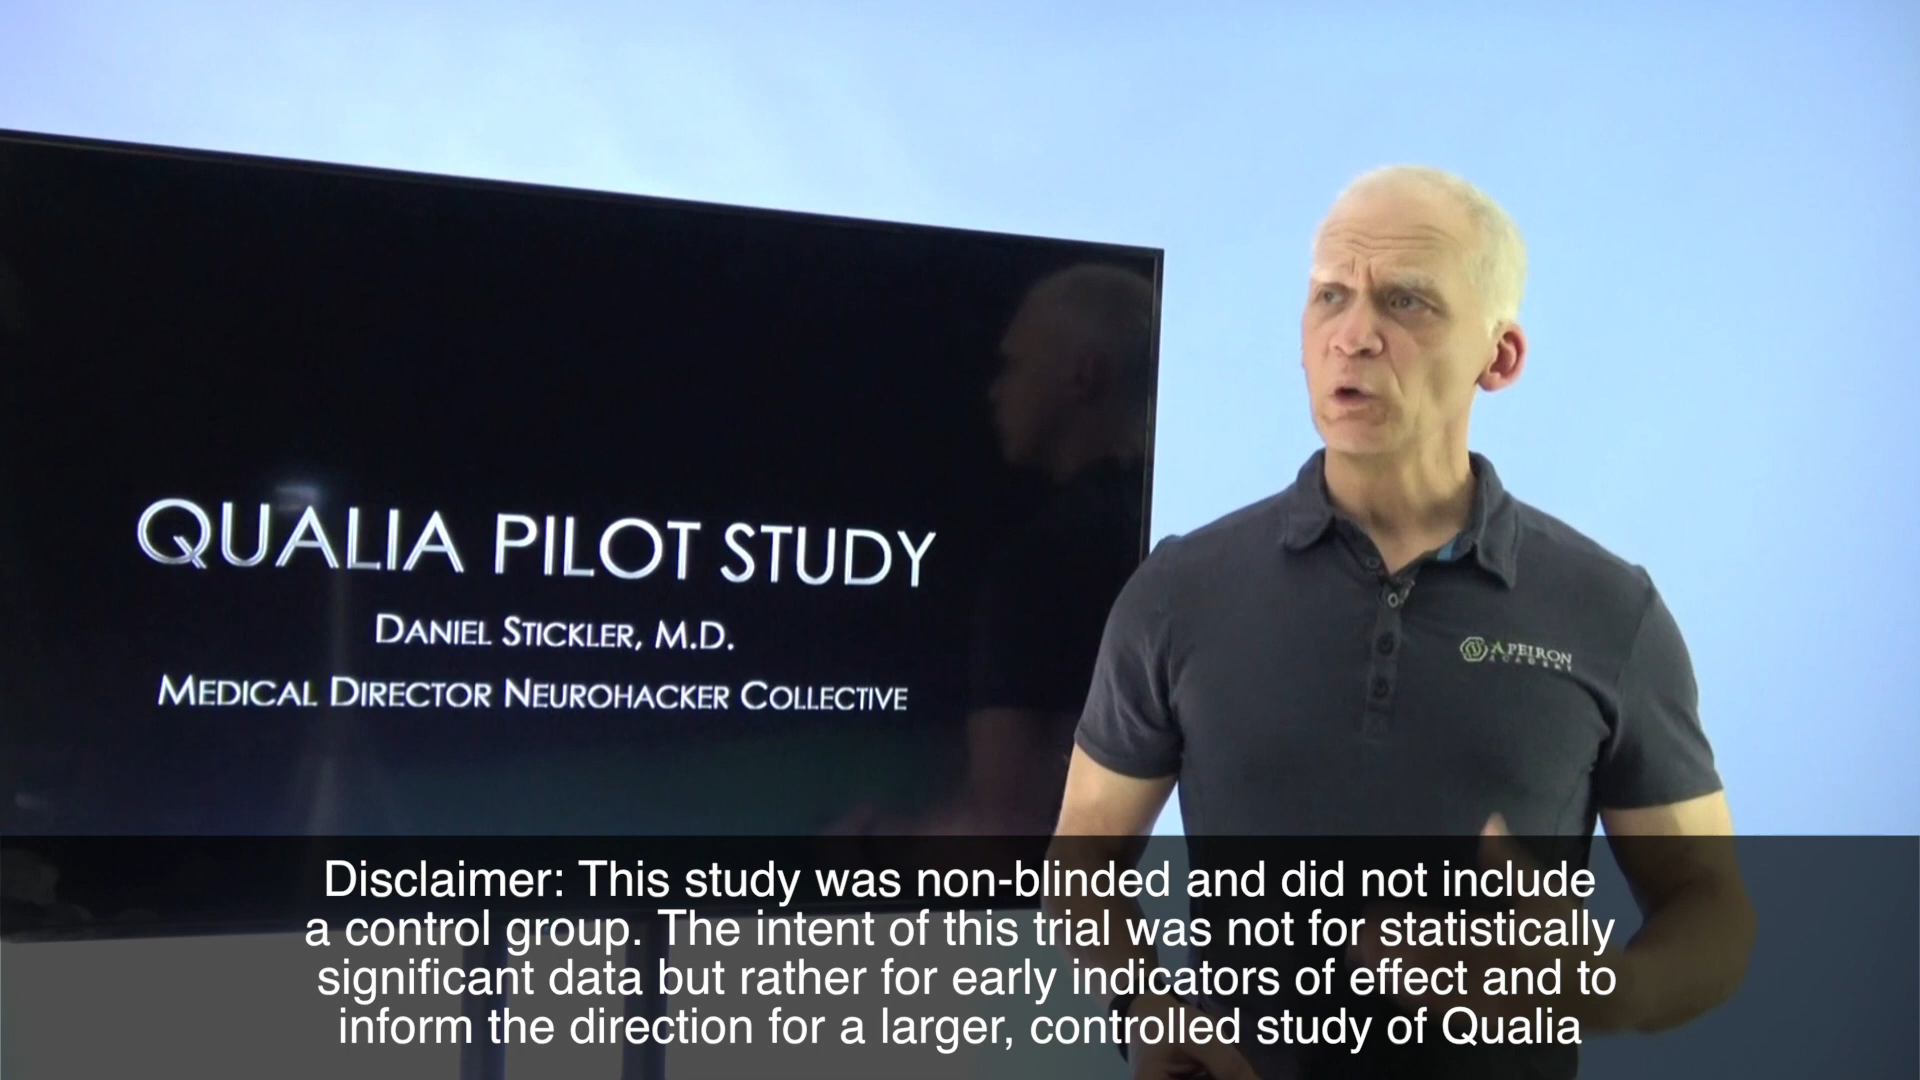 QUALIA PILOT STUDY
DANIEL STICKLER, M.D.
MEDICAL DIRECTOR NEUROHACKER COLLECTIVE
APEIRON
ACADEMY
Disclaimer: This study was non-blinded and did not include
a control group. The intent of this trial was not for statistically
significant data but rather for early indicators of effect and to
inform the direction for a larger, controlled study of Qualia